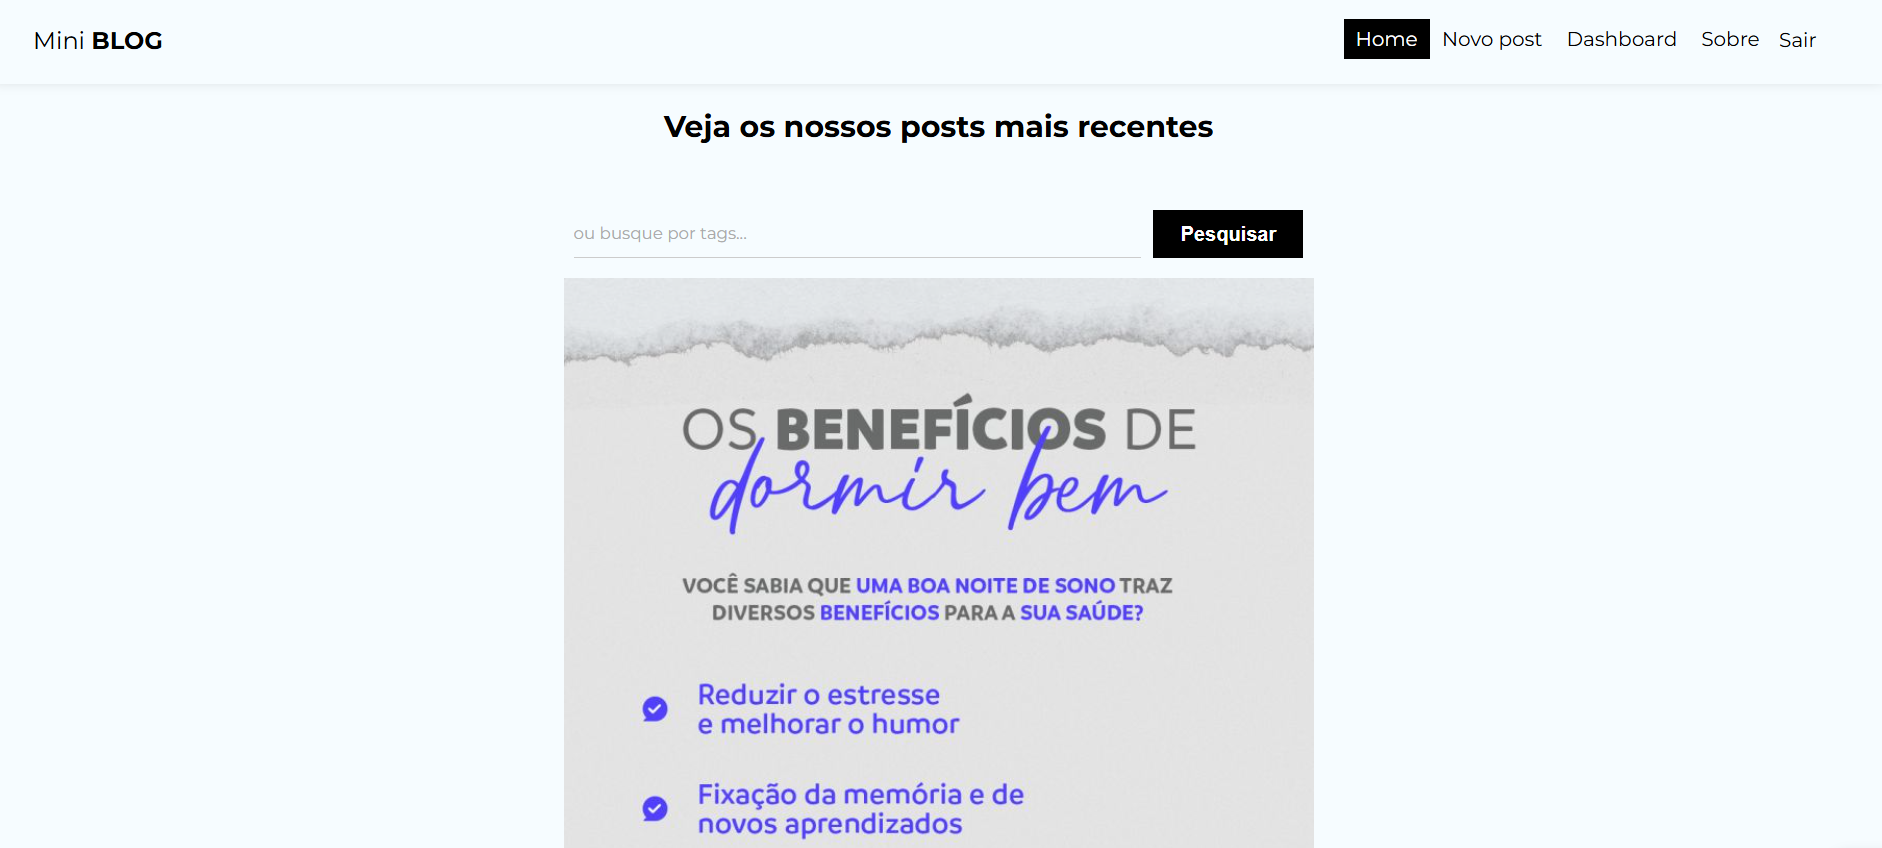 Mini BLOG
Home Novo post Dashboard Sobre Sair
Veja os nossos posts mais recentes
ou busque por tags...
Pesquisar
OS BENEFÍCIOS DE
dormir bem
VOCÊ SABIA QUE UMA BOA NOITE DE SONO TRAZ
DIVERSOS BENEFÍCIOS PARA A SUA SAÚDE?
Reduzir o estresse
e melhorar o humor
Fixação da memória e de
novos aprendizados